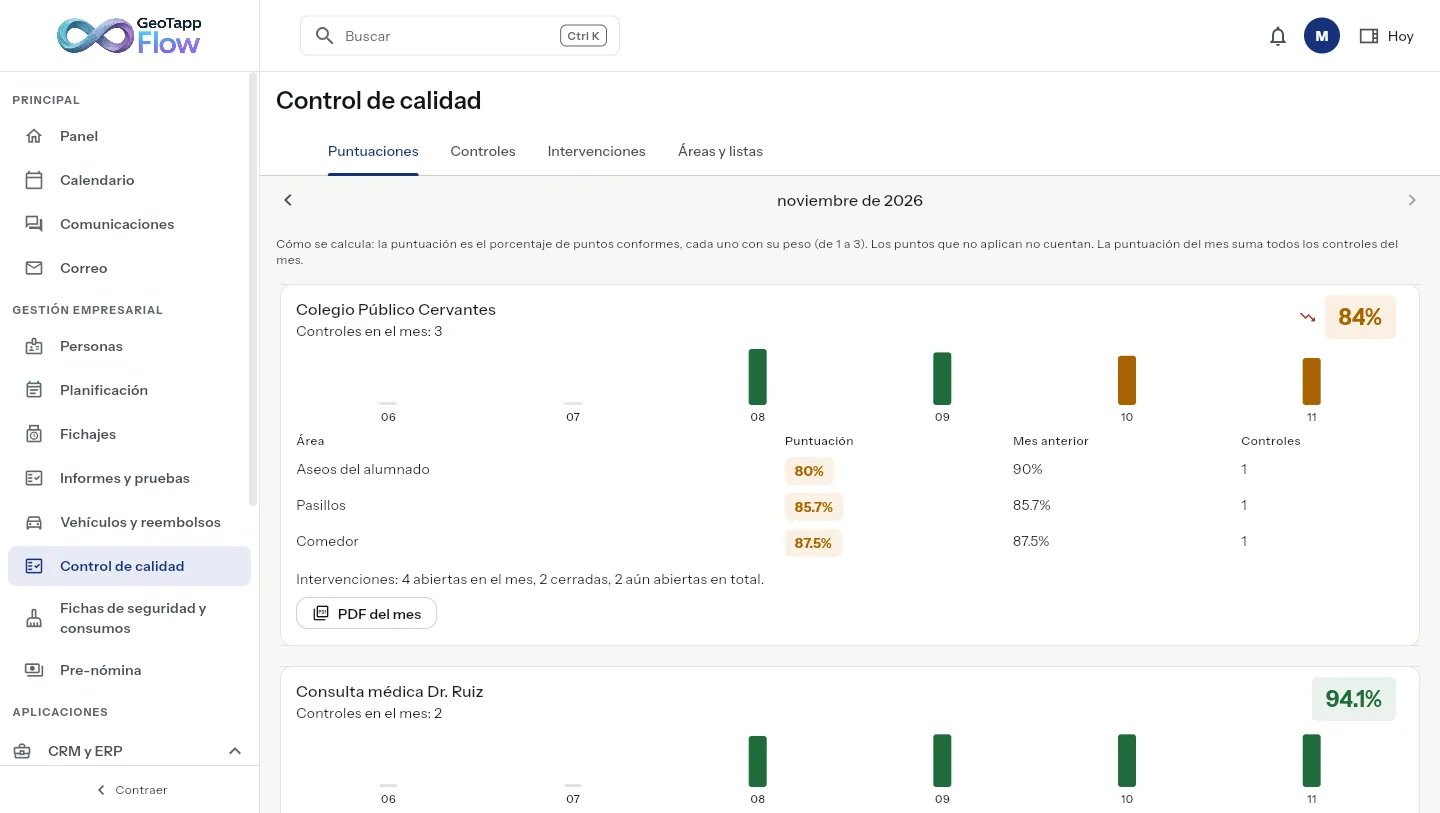 GeoTapp
Flow
Buscar
Ctrl K
M
Hoy
PRINCIPAL
Panel
Calendario
Comunicaciones
Correo
GESTIÓN EMPRESARIAL
Personas
Planificación
Fichajes
Informes y pruebas
Vehículos y reembolsos
Control de calidad
Fichas de seguridad y
consumos
Pre-nómina
APLICACIONES
CRM y ERP
Contraer
Control de calidad
Puntuaciones Controles Intervenciones Áreas y listas
noviembre de 2026
Cómo se calcula: la puntuación es el porcentaje de puntos conformes, cada uno con su peso (de 1 a 3). Los puntos que no aplican no cuentan. La puntuación del mes suma todos los controles del
mes.
Colegio Público Cervantes
Controles en el mes: 3
84%
06 07 08 09 10 11
Área Puntuación Mes anterior Controles
Aseos del alumnado 80% 90% 1
Pasillos 85.7% 85.7% 1
Comedor 87.5% 87.5% 1
Intervenciones: 4 abiertas en el mes, 2 cerradas, 2 aún abiertas en total.
PDF PDF del mes
Consulta médica Dr. Ruiz
Controles en el mes: 2
94.1%
06 07 08 09 10 11